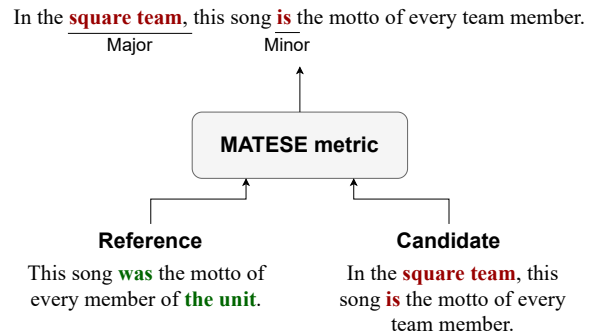 In the square team, this song is the motto of every team member.
Major Minor
MATESE metric
Reference Candidate
This song was the motto of
every member of the unit.
In the square team, this
song is the motto of every
team member.